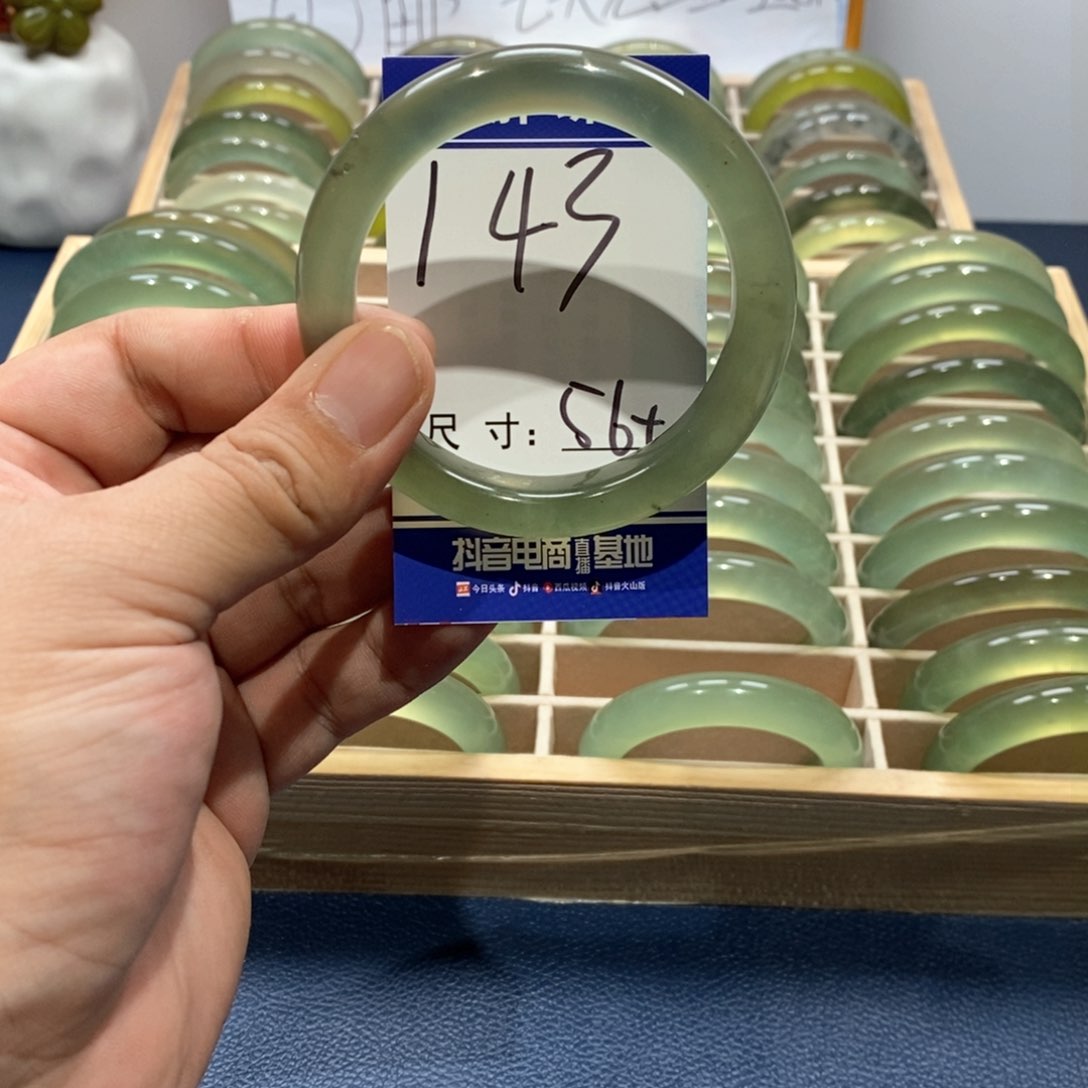 143
尺寸: 56+
抖音电商直播基地
今日头条 抖音 西瓜视频 抖音火山版